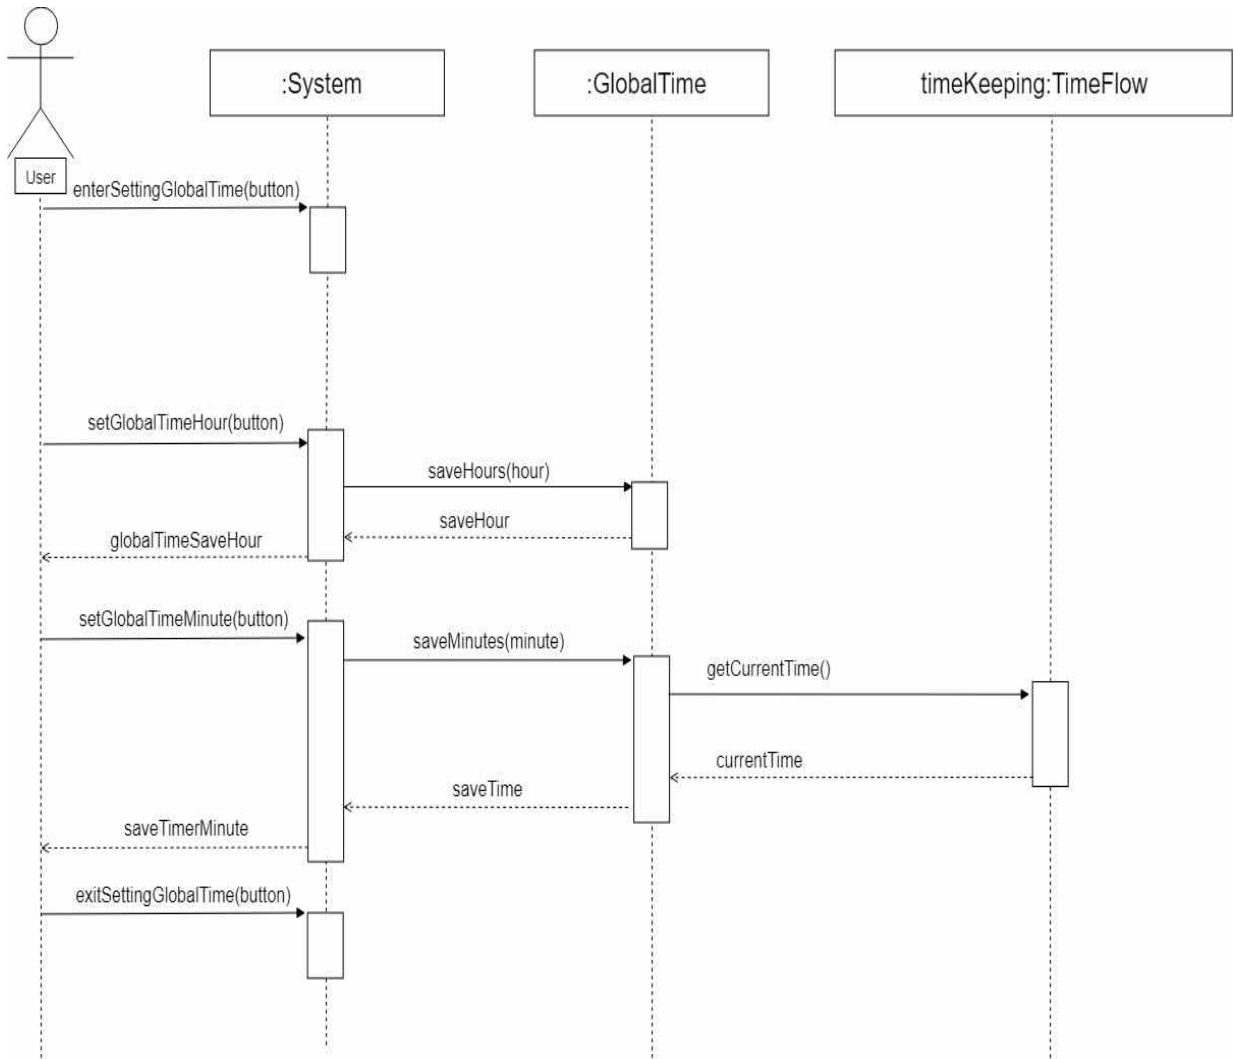 :System
:GlobalTime
timeKeeping:TimeFlow
User
enterSettingGlobalTime(button)
setGlobalTimeHour(button)
saveHours(hour)
saveHour
globalTimeSaveHour
setGlobalTimeMinute(button)
saveMinutes(minute)
getCurrentTime()
currentTime
saveTime
saveTimerMinute
exitSettingGlobalTime(button)